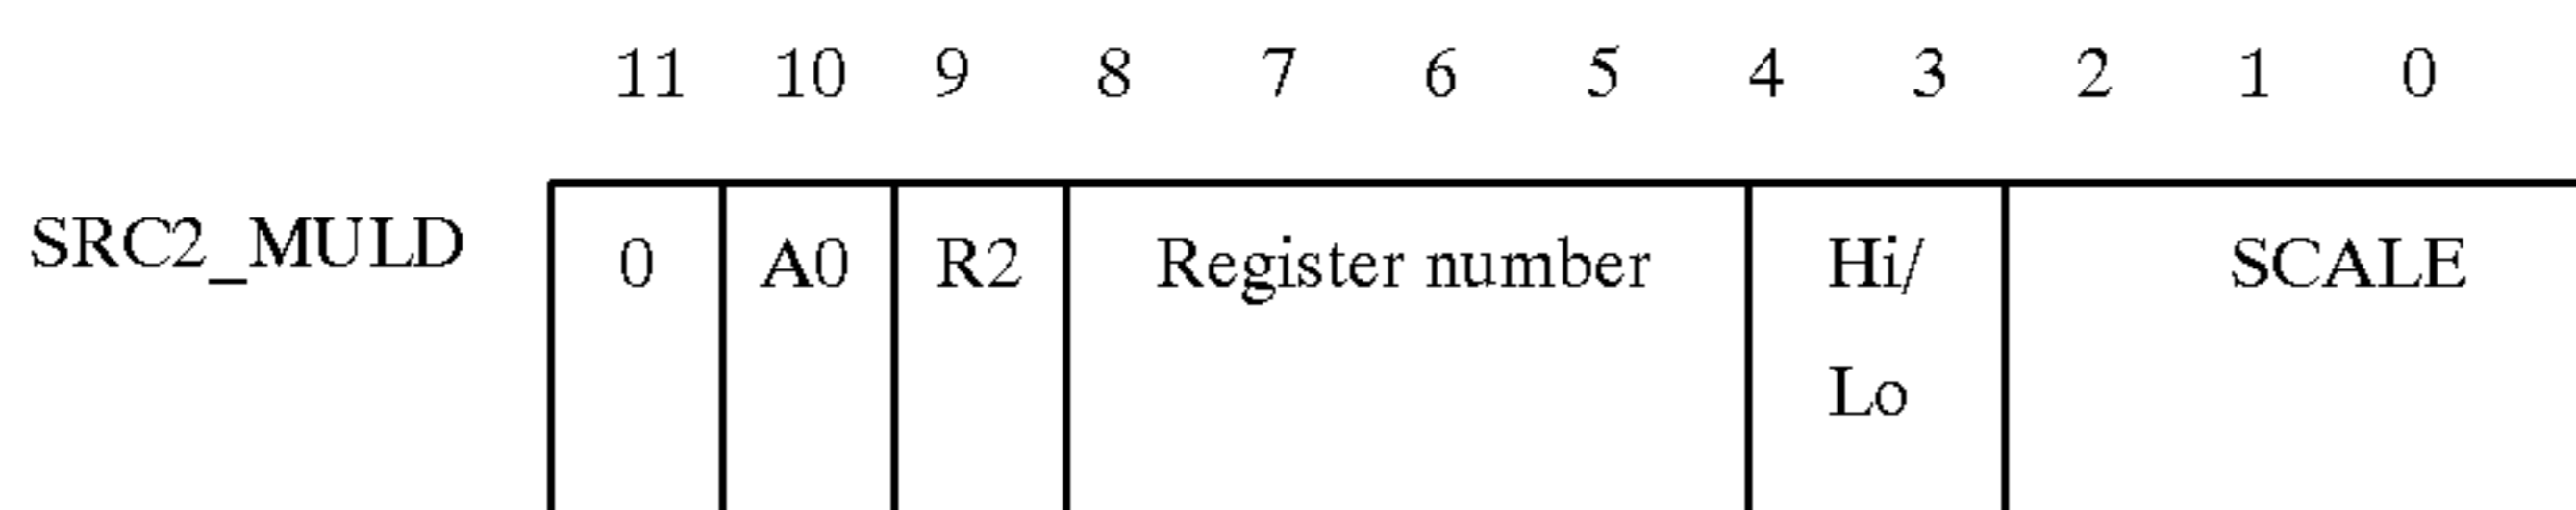 11 10 9 8 7 6 5 4 3 2 1 0
SRC2_MULD 0 A0 R2 Register number Hi/ SCALE
Lo